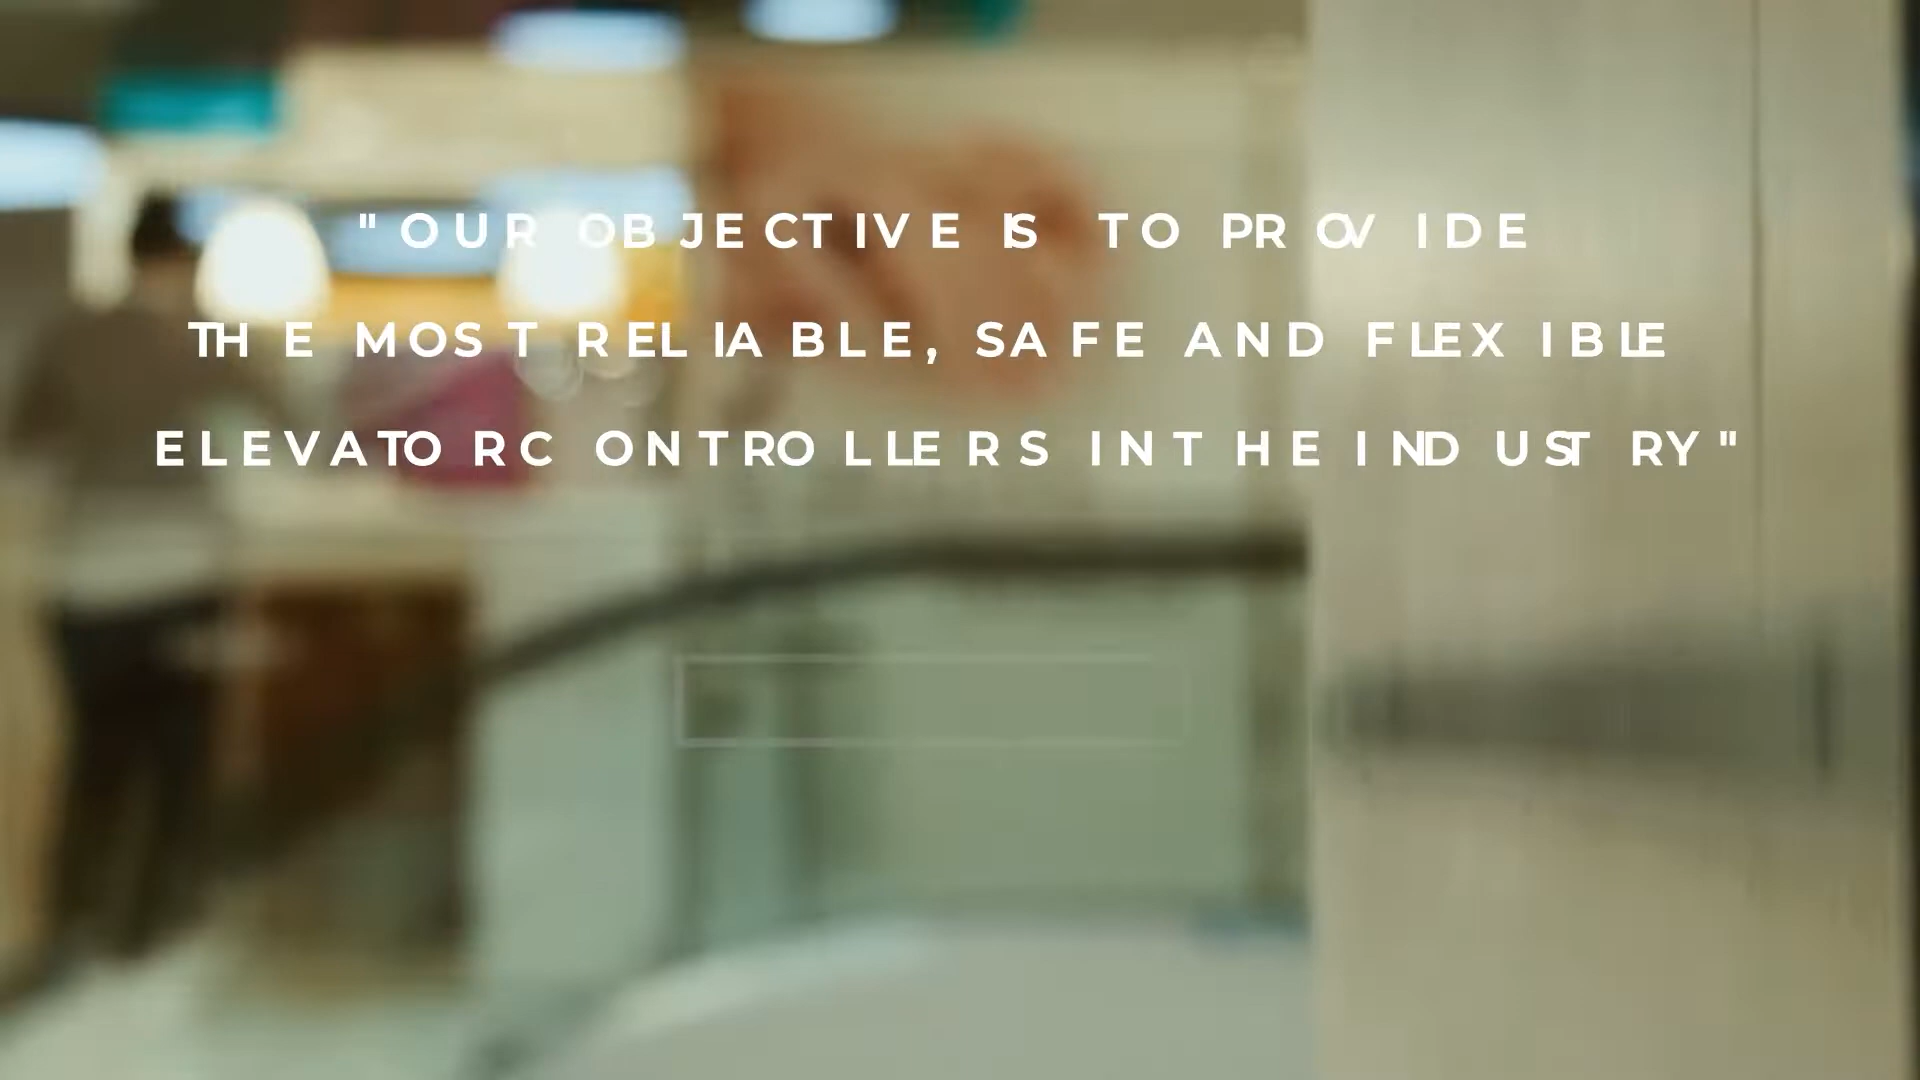 "OUR OBJECTIVE IS TO PROVIDE
THE MOST RELIABLE, SAFE AND FLEXIBLE
ELEVATOR CONTROLLERS IN THE INDUSTRY"